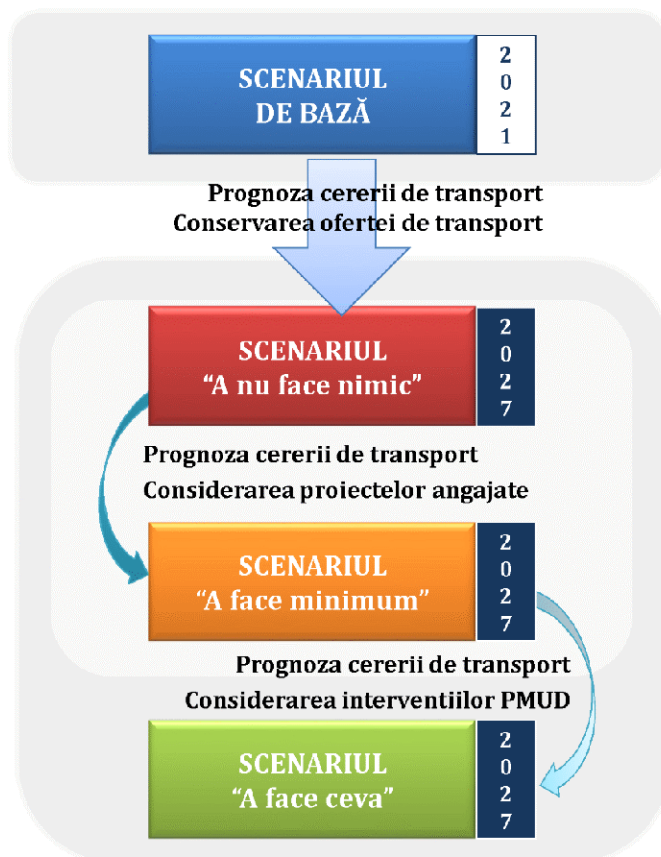 SCENARIUL
DE BAZĂ
2
0
2
1
Prognoza cererii de transport
Conservarea ofertei de transport
SCENARIUL
“A nu face nimic”
2
0
2
7
Prognoza cererii de transport
Considerarea proiectelor angajate
SCENARIUL
“A face minimum”
2
0
2
7
Prognoza cererii de transport
Considerarea interventiilor PMUD
SCENARIUL
“A face ceva”
2
0
2
7